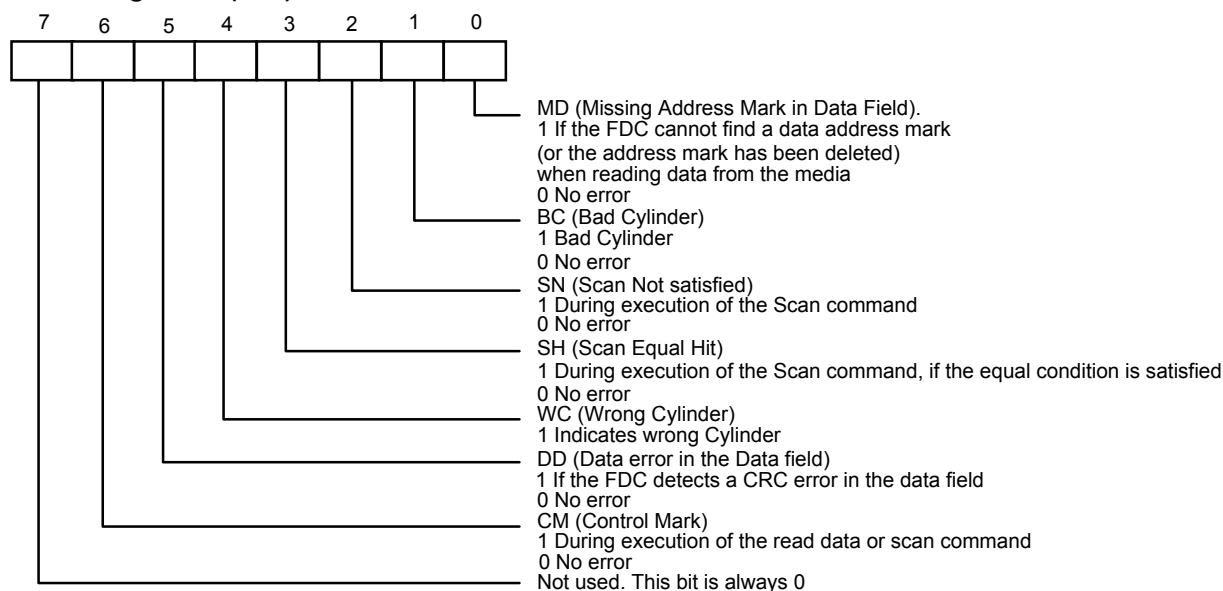 7 6 5 4 3 2 1 0
MD (Missing Address Mark in Data Field).
1 If the FDC cannot find a data address mark
(or the address mark has been deleted)
when reading data from the media
0 No error
BC (Bad Cylinder)
1 Bad Cylinder
0 No error
SN (Scan Not satisfied)
1 During execution of the Scan command
0 No error
SH (Scan Equal Hit)
1 During execution of the Scan command, if the equal condition is satisfied
0 No error
WC (Wrong Cylinder)
1 Indicates wrong Cylinder
DD (Data error in the Data field)
1 If the FDC detects a CRC error in the data field
0 No error
CM (Control Mark)
1 During execution of the read data or scan command
0 No error
Not used. This bit is always 0